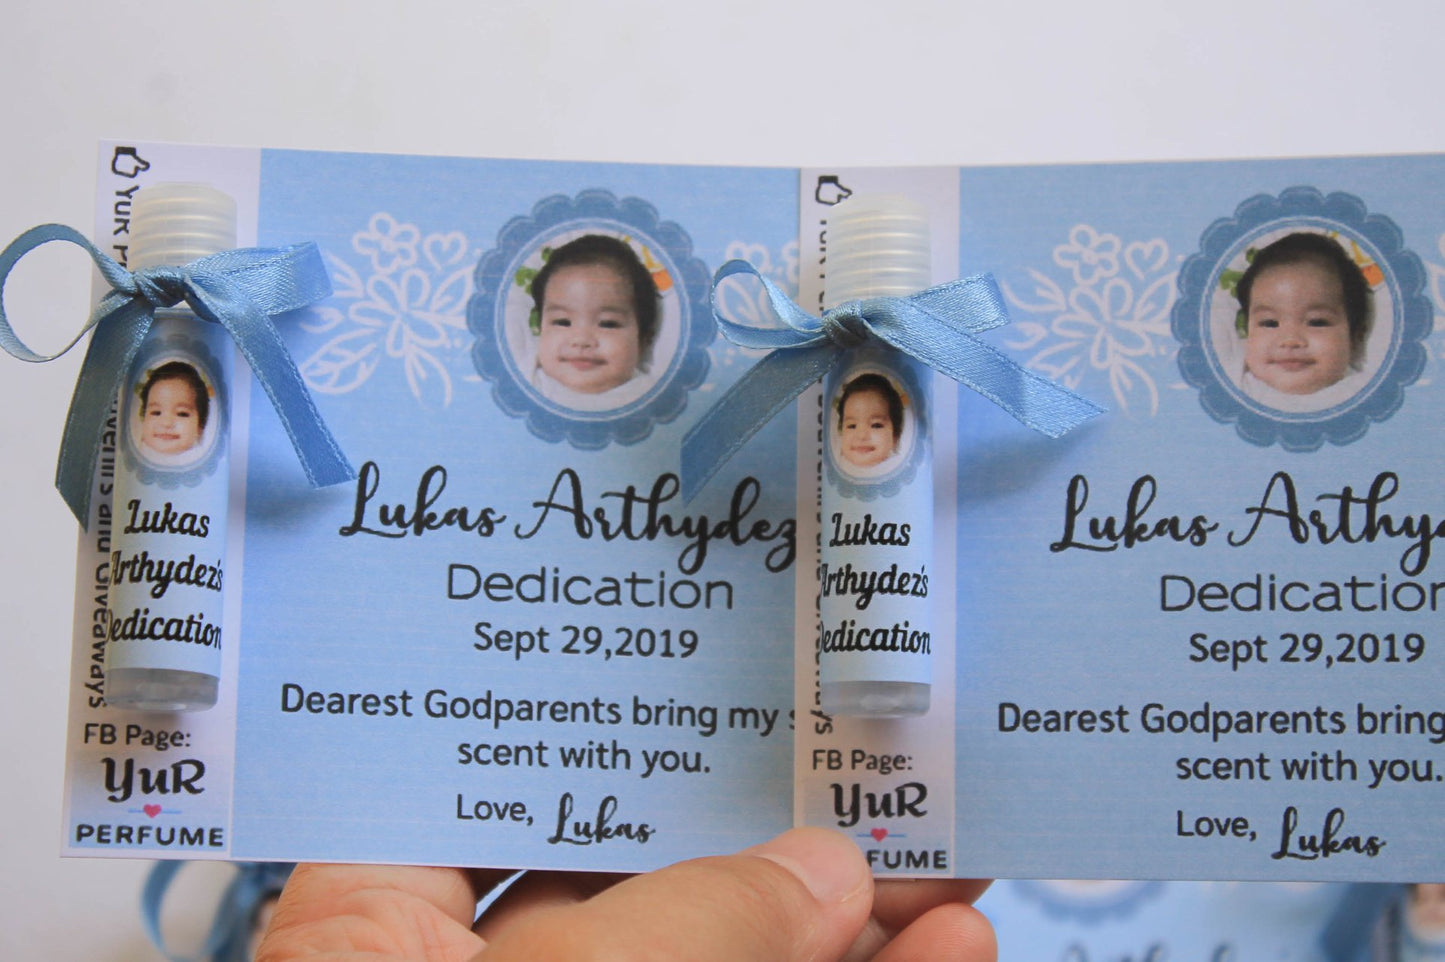 Lukas
Arthydez's
Dedication
FB Page:
YuR
PERFUME
Lukas Arthydez
Dedication
Sept 29,2019
Dearest Godparents bring my
scent with you.
Love, Lukas
Lukas
Arthydez's
Dedication
FB Page:
YuR
FUME
Lukas
Dedication
Sept 29,2019
Dearest Godparents bring
scent with you.
Love, Lukas